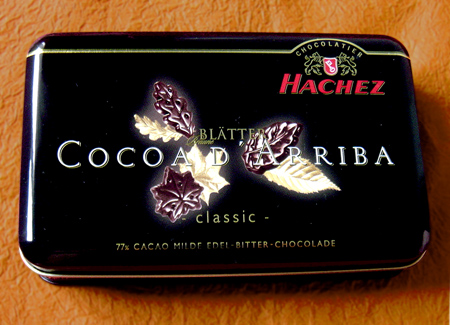 CHOCOLATIER
HACHEZ
BLÄTTER
COCOA D'ARRIBA
- classic -
77% CACAO MILDE EDEL-BITTER-CHOCOLADE